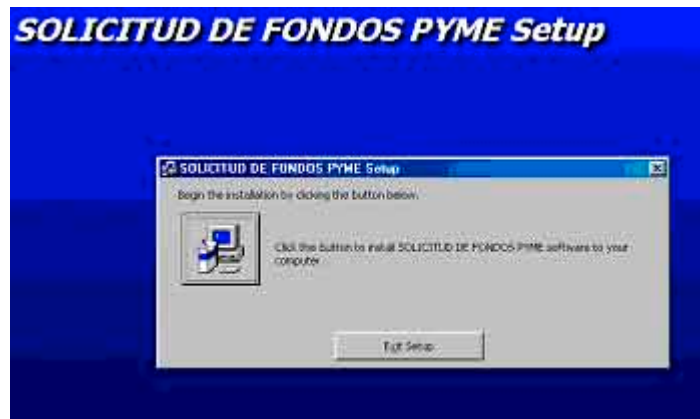 SOLICITUD DE FONDOS PYME Setup
SOLICITUD DE FONDOS PYME Setup
Begin the installation by clicking the button below.
Click this button to install SOLICITUD DE FONDOS PYME software to your
computer
Exit Setup